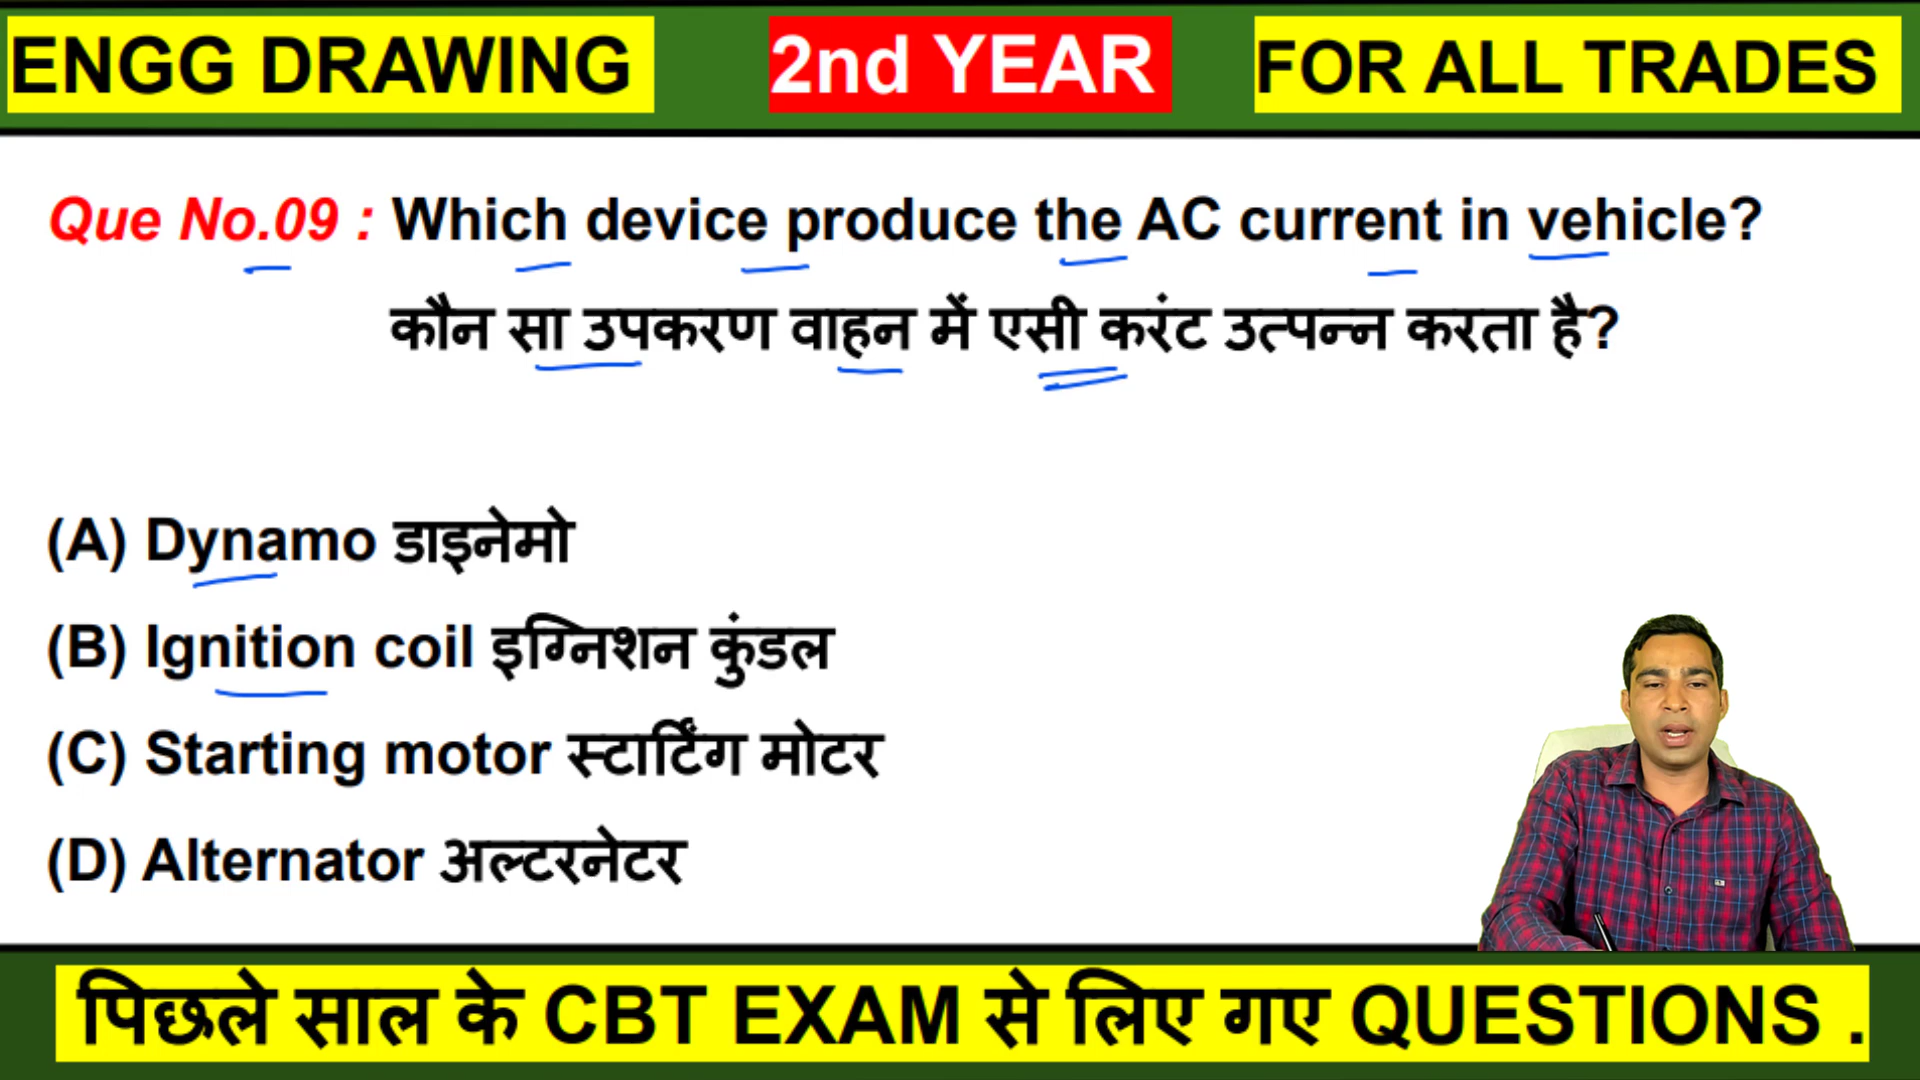 ENGG DRAWING 2nd YEAR FOR ALL TRADES
Que No.09 : Which device produce the AC current in vehicle?
कौन सा उपकरण वाहन में एसी करंट उत्पन्न करता है?
(A) Dynamo डाइनेमो
(B) Ignition coil इग्निशन कुंडल
(C) Starting motor स्टार्टिंग मोटर
(D) Alternator अल्टरनेटर
पिछले साल के CBT EXAM से लिए गए QUESTIONS .